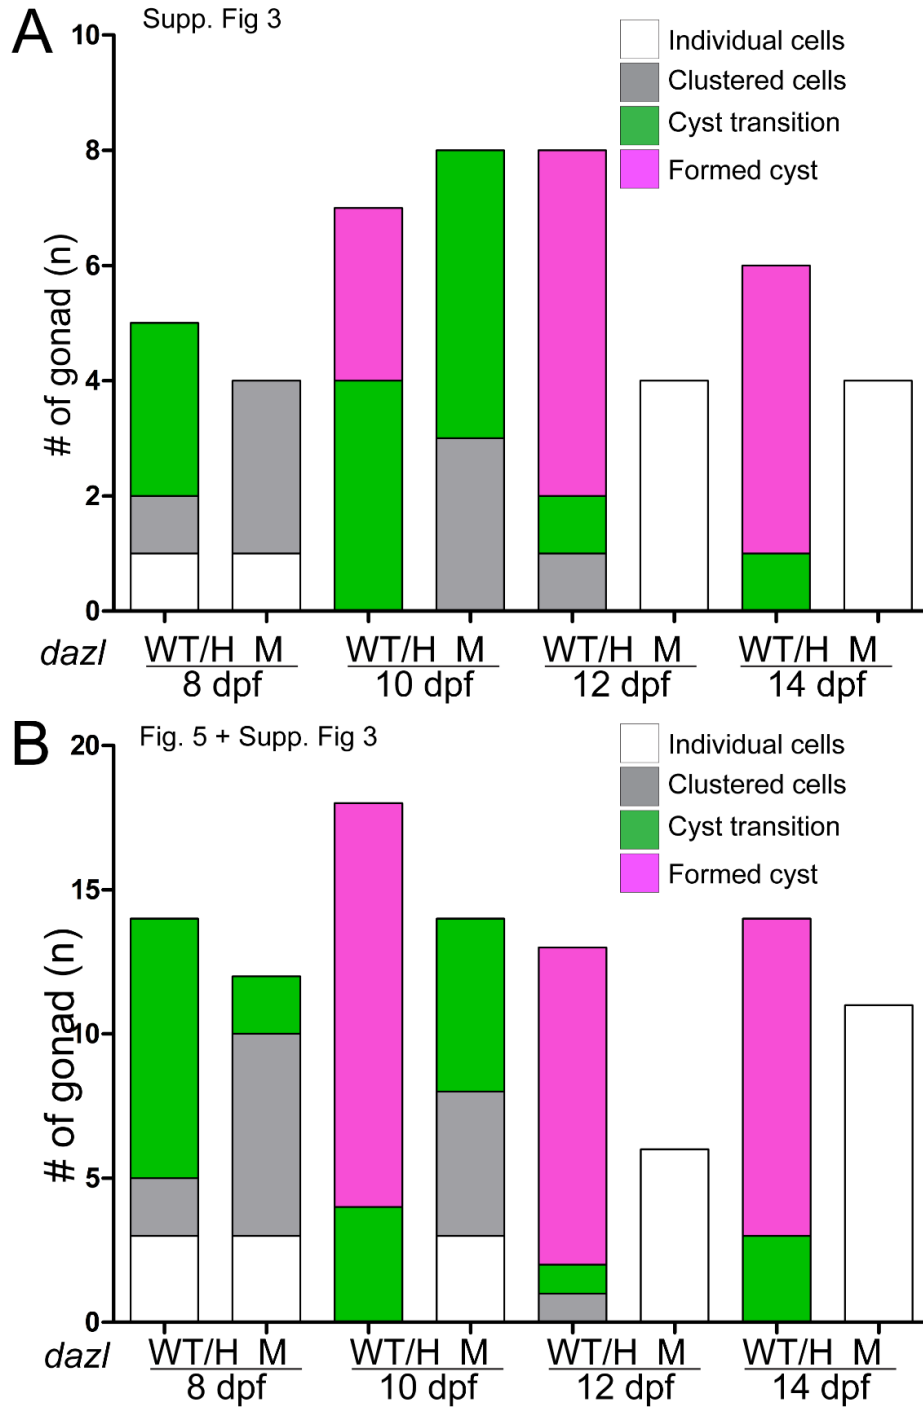 A
Supp. Fig 3
Individual cells
Clustered cells
Cyst transition
Formed cyst
# of gonad (n)
10
8
6
4
2
0
dazl WT/H M WT/H M WT/H M WT/H M
8 dpf 10 dpf 12 dpf 14 dpf
B
Fig. 5 + Supp. Fig 3
Individual cells
Clustered cells
Cyst transition
Formed cyst
# of gonad (n)
20
15
10
5
0
dazl WT/H M WT/H M WT/H M WT/H M
8 dpf 10 dpf 12 dpf 14 dpf